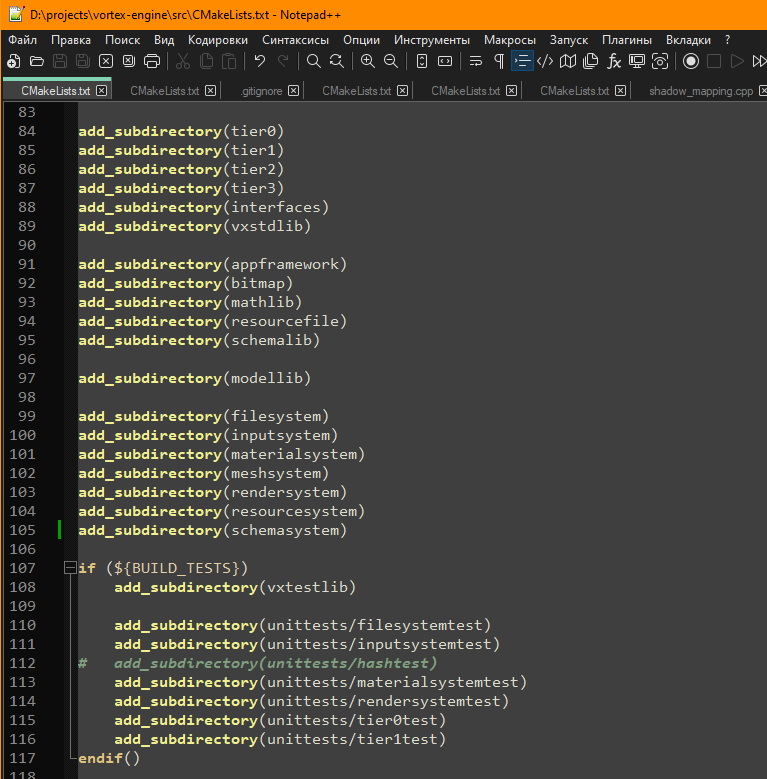 D:\projects\vortex-engine\src\CMakeLists.txt - Notepad++
Файл Правка Поиск Вид Кодировки Синтаксисы Опции Инструменты Макросы Запуск Плагины Вкладки ?
CMakeLists.txt CMakeLists.txt .gitignore CMakeLists.txt CMakeLists.txt CMakeLists.txt shadow_mapping.cpp
83
84 add_subdirectory(tier0)
85 add_subdirectory(tier1)
86 add_subdirectory(tier2)
87 add_subdirectory(tier3)
88 add_subdirectory(interfaces)
89 add_subdirectory(vxstdlib)
90
91 add_subdirectory(appframework)
92 add_subdirectory(bitmap)
93 add_subdirectory(mathlib)
94 add_subdirectory(resourcefile)
95 add_subdirectory(schemalib)
96
97 add_subdirectory(modellib)
98
99 add_subdirectory(filesystem)
100 add_subdirectory(inputsystem)
101 add_subdirectory(materialsystem)
102 add_subdirectory(meshsystem)
103 add_subdirectory(rendersystem)
104 add_subdirectory(resourcesystem)
105 add_subdirectory(schemasystem)
106
107 if (${BUILD_TESTS})
108 add_subdirectory(vxtestlib)
109
110 add_subdirectory(unittests/filesystemtest)
111 add_subdirectory(unittests/inputsystemtest)
112 # add_subdirectory(unittests/hashtest)
113 add_subdirectory(unittests/materialsystemtest)
114 add_subdirectory(unittests/rendersystemtest)
115 add_subdirectory(unittests/tier0test)
116 add_subdirectory(unittests/tier1test)
117 endif()
118